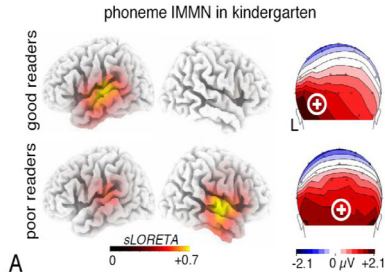 phoneme IMMN in kindergarten
good readers
L
poor readers
sLORETA
0 +0.7
-2.1 0 μV +2.1
A